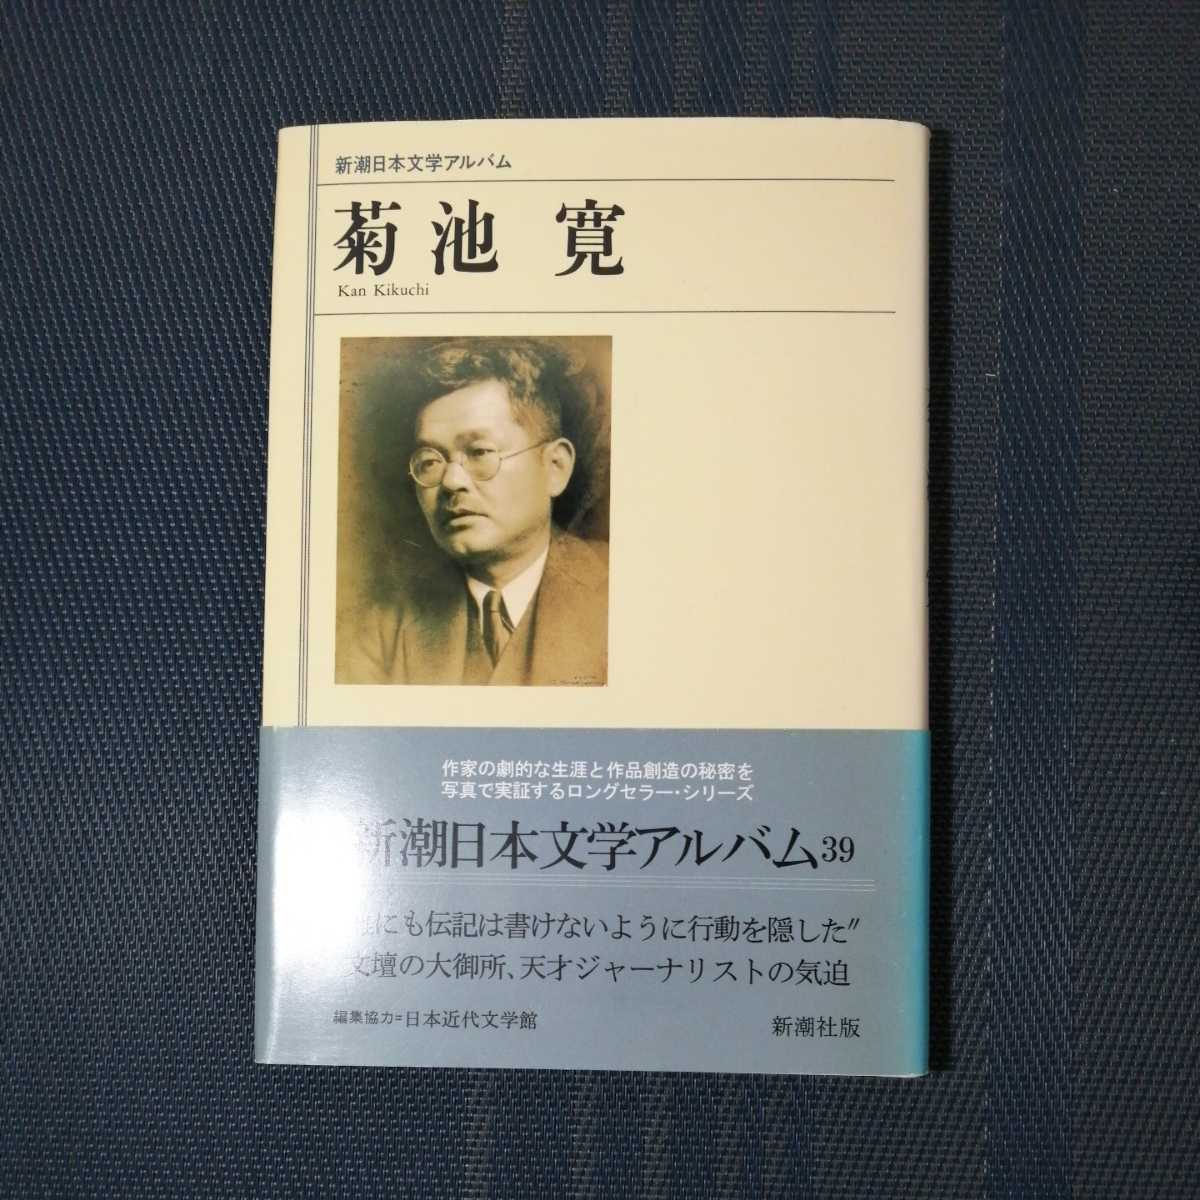 新潮日本文学アルバム
菊池 寛
Kan Kikuchi
作家の劇的な生涯と作品創造の秘密を
写真で実証するロングセラー・シリーズ
新潮日本文学アルバム39
にも伝記は書けないように行動を隠した〟
文壇の大御所、天才ジャーナリストの気迫
編集協力=日本近代文学館
新潮社版